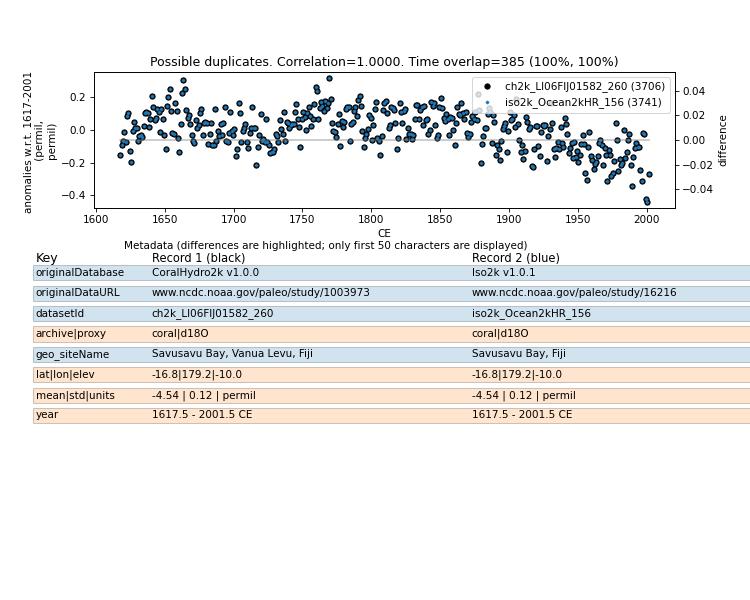 Possible duplicates. Correlation=1.0000. Time overlap=385 (100%, 100%)
anomalies w.r.t. 1617-2001
(permil,
permil)
0.2
0.0
−0.2
−0.4
ch2k_LI06FIJ01582_260 (3706)
iso2k_Ocean2kHR_156 (3741)
0.04
0.02
0.00
−0.02
−0.04
difference
1600 1650 1700 1750 1800 1850 1900 1950 2000
CE
Metadata (differences are highlighted; only first 50 characters are displayed)
Key Record 1 (black) Record 2 (blue)
originalDatabase CoralHydro2k v1.0.0 Iso2k v1.0.1
originalDataURL www.ncdc.noaa.gov/paleo/study/1003973 www.ncdc.noaa.gov/paleo/study/16216
datasetId ch2k_LI06FIJ01582_260 iso2k_Ocean2kHR_156
archive|proxy coral|d18O coral|d18O
geo_siteName Savusavu Bay, Vanua Levu, Fiji Savusavu Bay, Fiji
lat|lon|elev -16.8|179.2|-10.0 -16.8|179.2|-10.0
mean|std|units -4.54 | 0.12 | permil -4.54 | 0.12 | permil
year 1617.5 - 2001.5 CE 1617.5 - 2001.5 CE